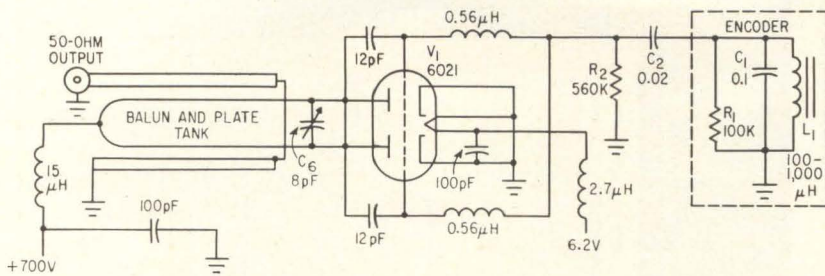 50-OHM
OUTPUT
BALUN AND PLATE
TANK
15
μH
100pF
+700V
C6
8pF
12pF
12pF
V1
6021
0.56μH
0.56μH
100pF
2.7μH
6.2V
R2
560K
C2
0.02
ENCODER
C1
0.1
R1
100K
L1
100-
1,000
μH